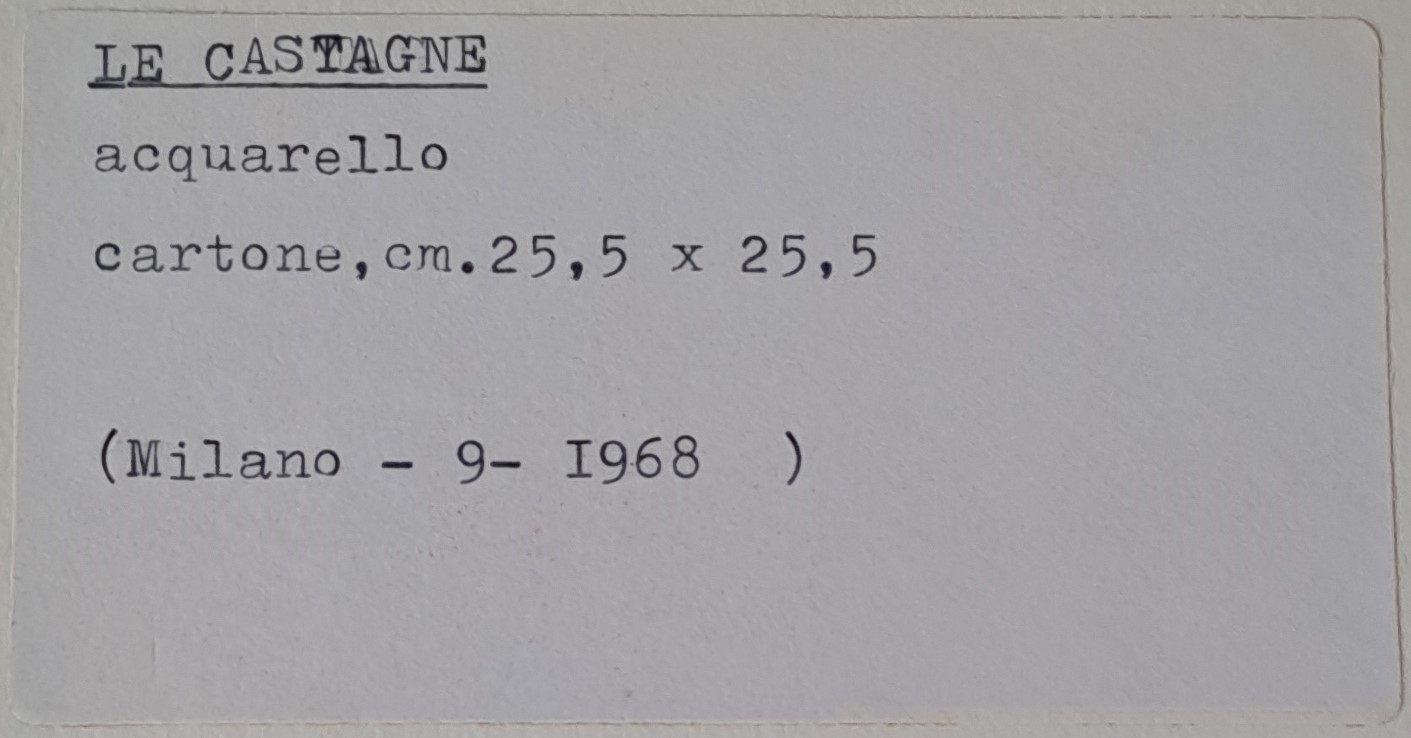 LE CASTAGNE
acquarello
cartone,cm.25,5 x 25,5
(Milano - 9- I968 )